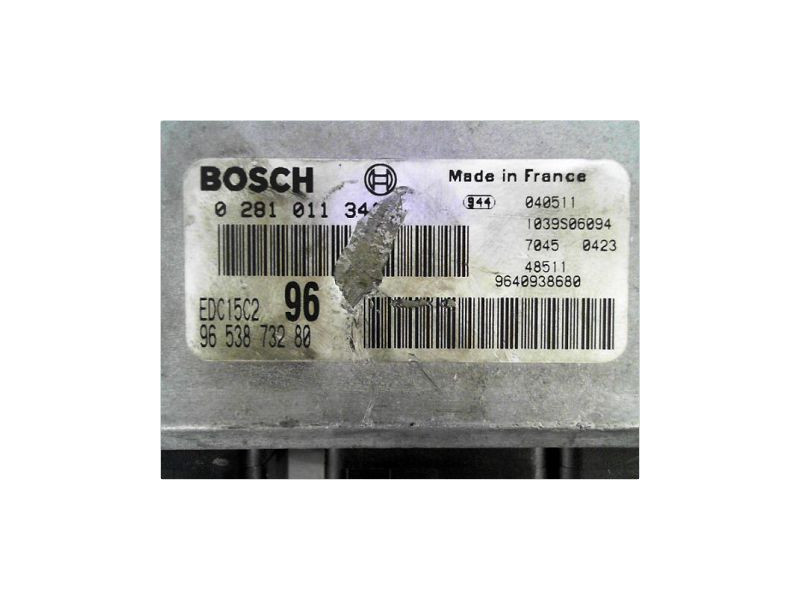 BOSCH
Made in France
0 281 011
944
040511
1039S06094
7045 0423
48511
9640938680
EDC15C2 96
96 538 732 80